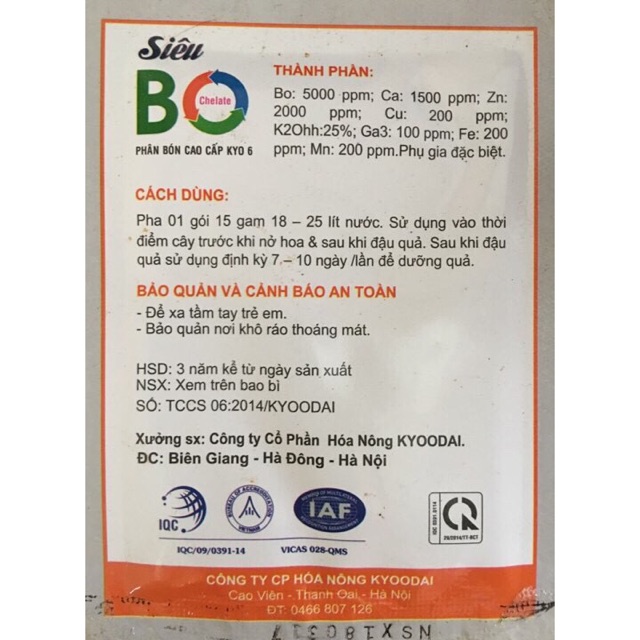 Siêu
BO
Chelate
PHÂN BÓN CAO CẤP KYO 6
THÀNH PHẦN:
Bo: 5000 ppm; Ca: 1500 ppm; Zn:
2000 ppm; Cu: 200 ppm;
K2Ohh:25%; Ga3: 100 ppm; Fe: 200
ppm; Mn: 200 ppm.Phụ gia đặc biệt.
CÁCH DÙNG:
Pha 01 gói 15 gam 18 – 25 lít nước. Sử dụng vào thời
điểm cây trước khi nở hoa & sau khi đậu quả. Sau khi đậu
quả sử dụng định kỳ 7 – 10 ngày /lần để dưỡng quả.
BẢO QUẢN VÀ CẢNH BÁO AN TOÀN
- Để xa tầm tay trẻ em.
- Bảo quản nơi khô ráo thoáng mát.
HSD: 3 năm kể từ ngày sản xuất
NSX: Xem trên bao bì
SỐ: TCCS 06:2014/KYOODAI
Xưởng sx: Công ty Cổ Phần Hóa Nông KYOODAI.
ĐC: Biên Giang - Hà Đông - Hà Nội
IQC
BUREAU OF ACCREDITATION
VIETNAM
IAF
IQC/09/0391-14
VICAS 028-QMS
CÔNG TY CP HÓA NÔNG KYOODAI
Cao Viên - Thanh Oai - Hà Nội
ĐT: 0466 807 126